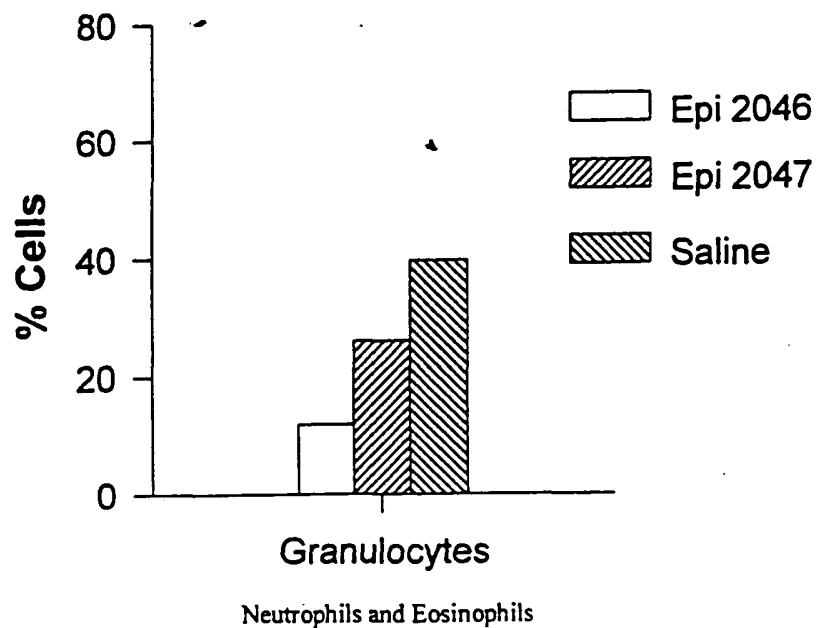 80
60
40
20
0
% Cells
Epi 2046
Epi 2047
Saline
Granulocytes
Neutrophils and Eosinophils